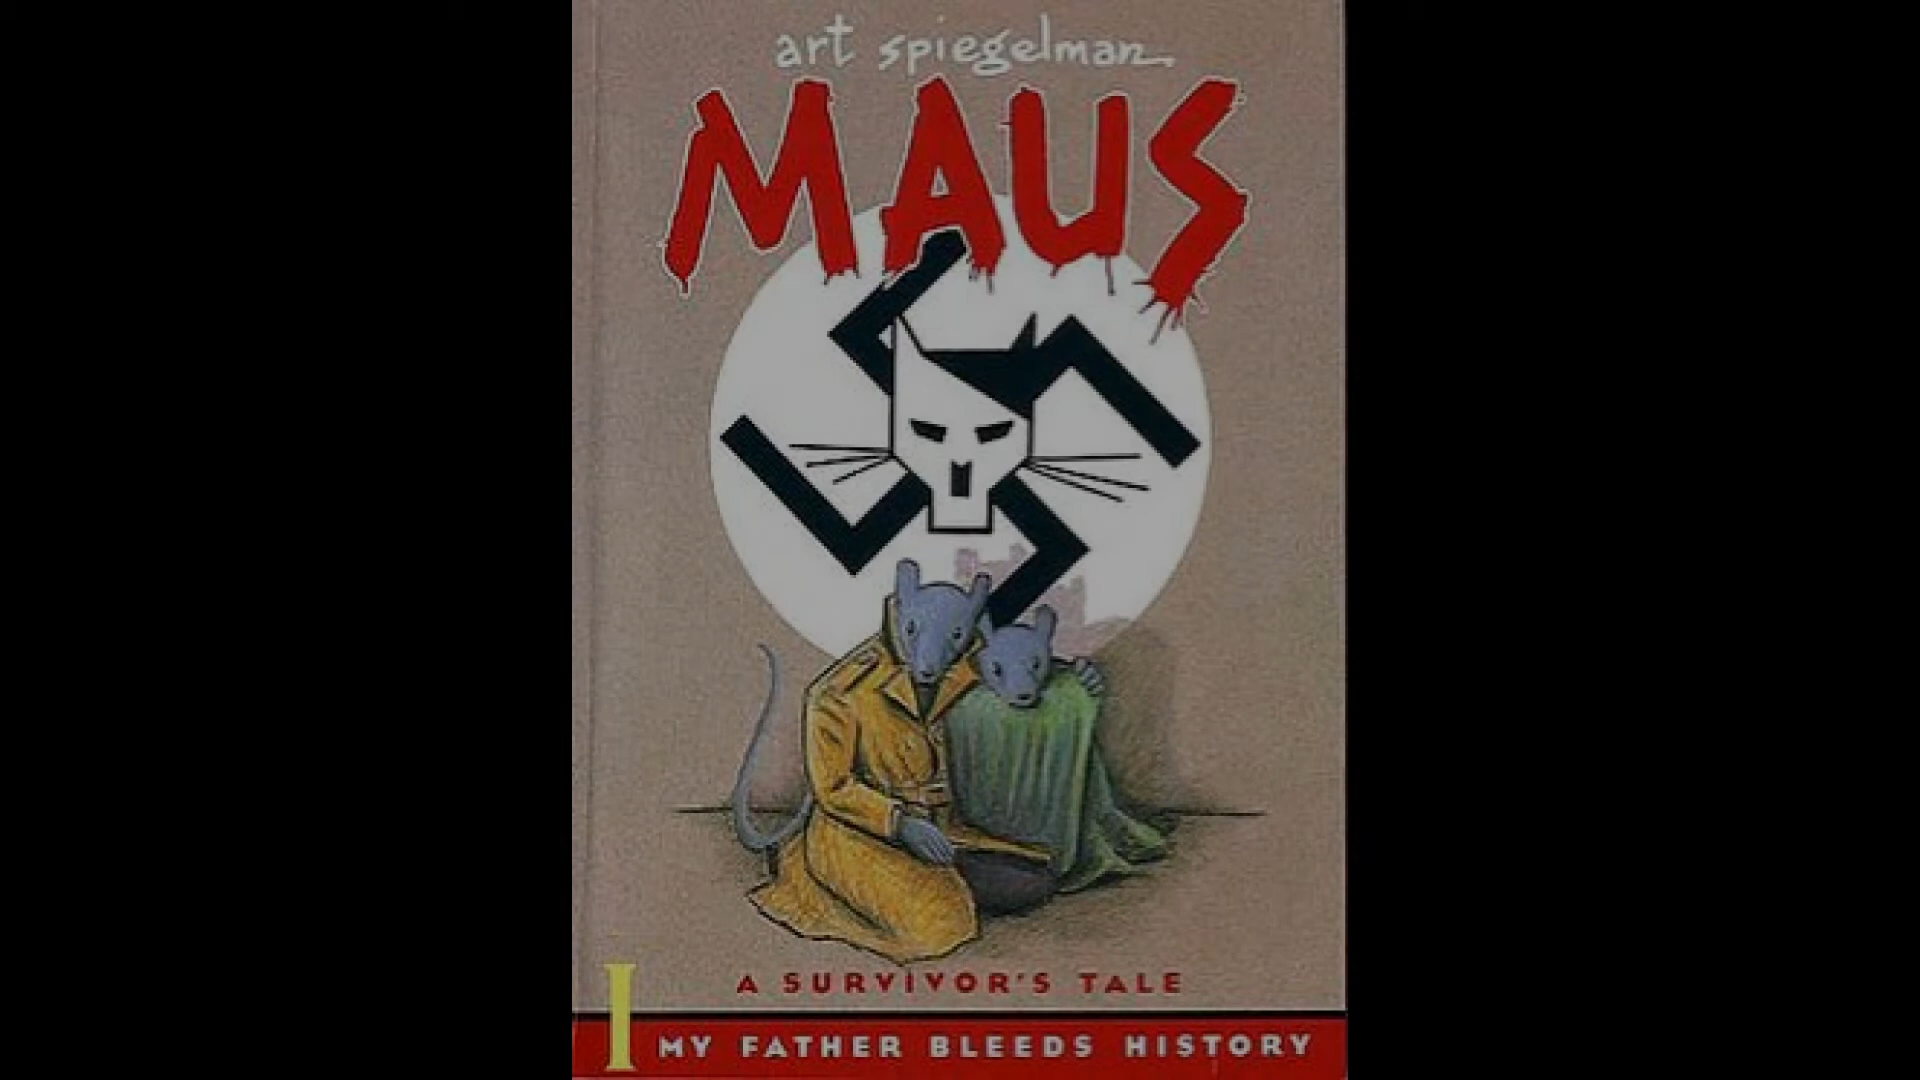 art spiegelman
MAUS
A SURVIVOR'S TALE
I
MY FATHER BLEEDS HISTORY